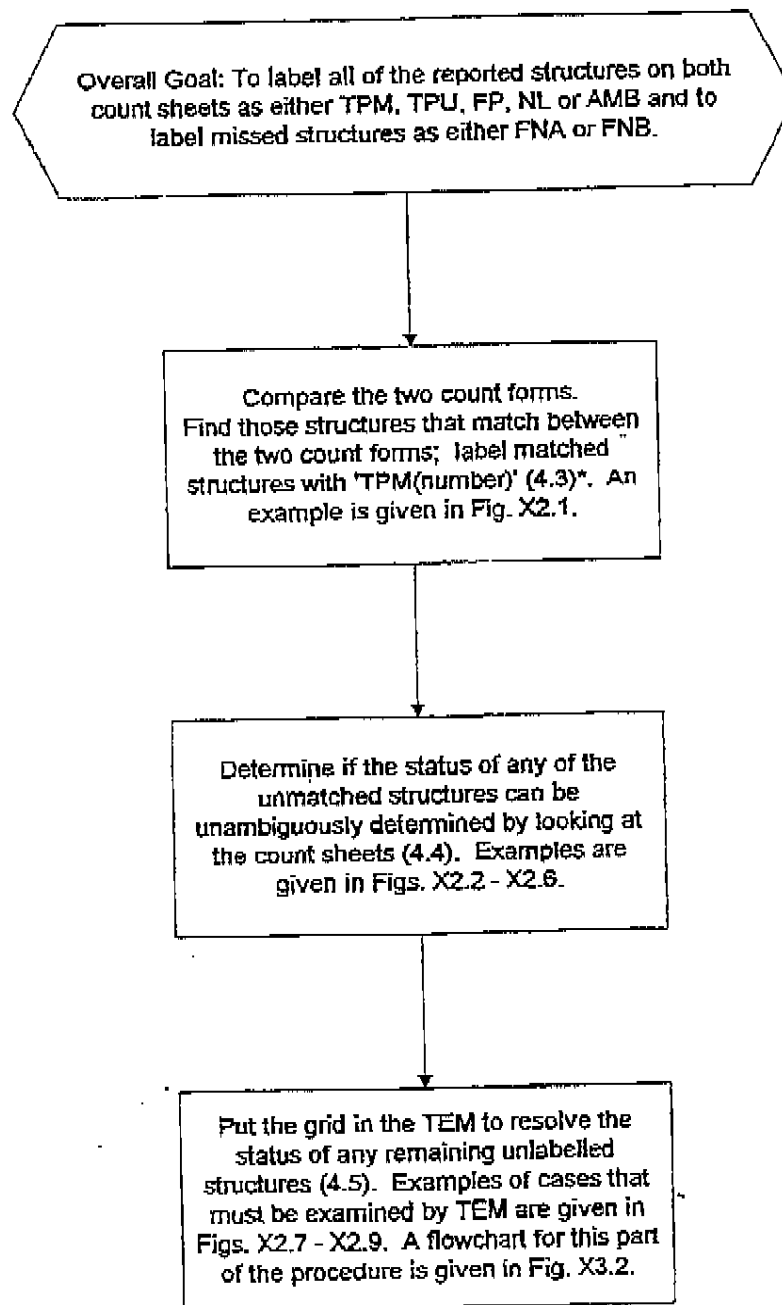 Overall Goal: To label all of the reported structures on both
count sheets as either TPM, TPU, FP, NL or AMB and to
label missed structures as either FNA or FNB.
Compare the two count forms.
Find those structures that match between
the two count forms; label matched
structures with 'TPM(number)' (4.3)*. An
example is given in Fig. X2.1.
Determine if the status of any of the
unmatched structures can be
unambiguously determined by looking at
the count sheets (4.4). Examples are
given in Figs. X2.2 - X2.6.
Put the grid in the TEM to resolve the
status of any remaining unlabelled
structures (4.5). Examples of cases that
must be examined by TEM are given in
Figs. X2.7 - X2.9. A flowchart for this part
of the procedure is given in Fig. X3.2.